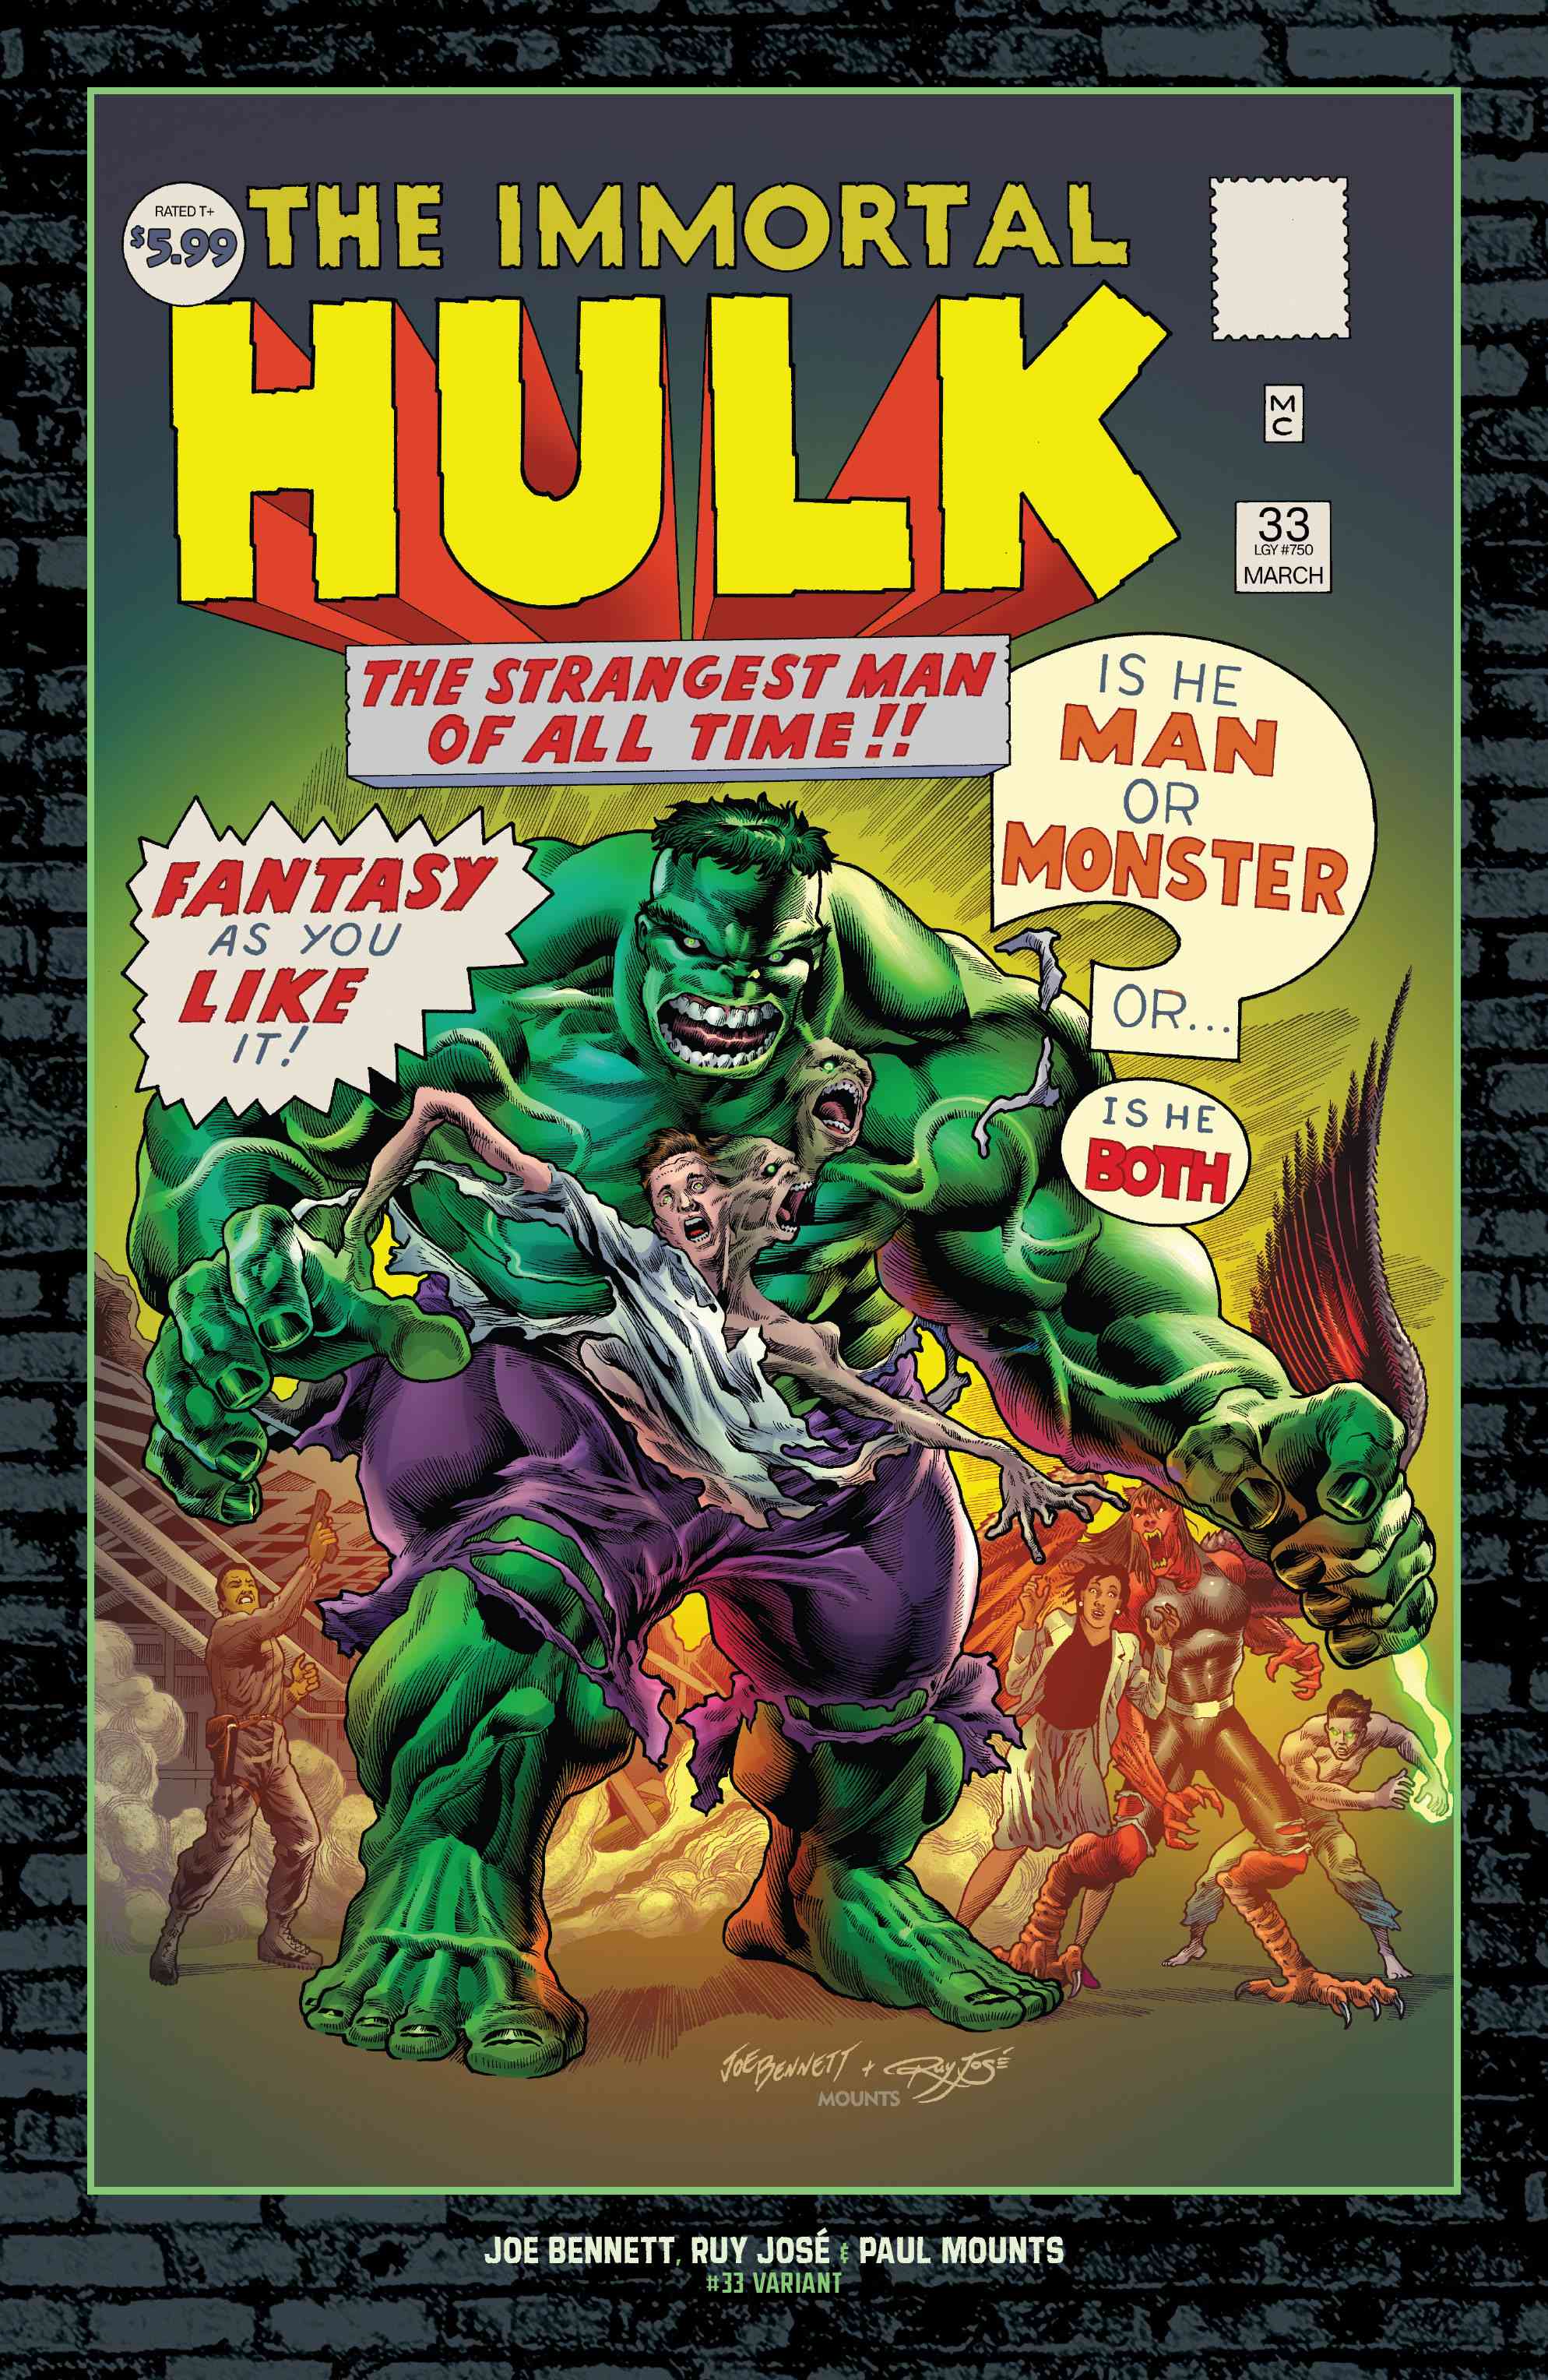 RATED T+
$5.99
THE IMMORTAL
HULK
M
C
33
LGY #750
MARCH
THE STRANGEST MAN
OF ALL TIME!!
IS HE
MAN
OR
MONSTER
OR...
IS HE
BOTH
FANTASY
AS YOU
LIKE
IT!
JOE BENNETT + RUY JOSÉ
MOUNTS
JOE BENNETT, RUY JOSÉ & PAUL MOUNTS
#33 VARIANT